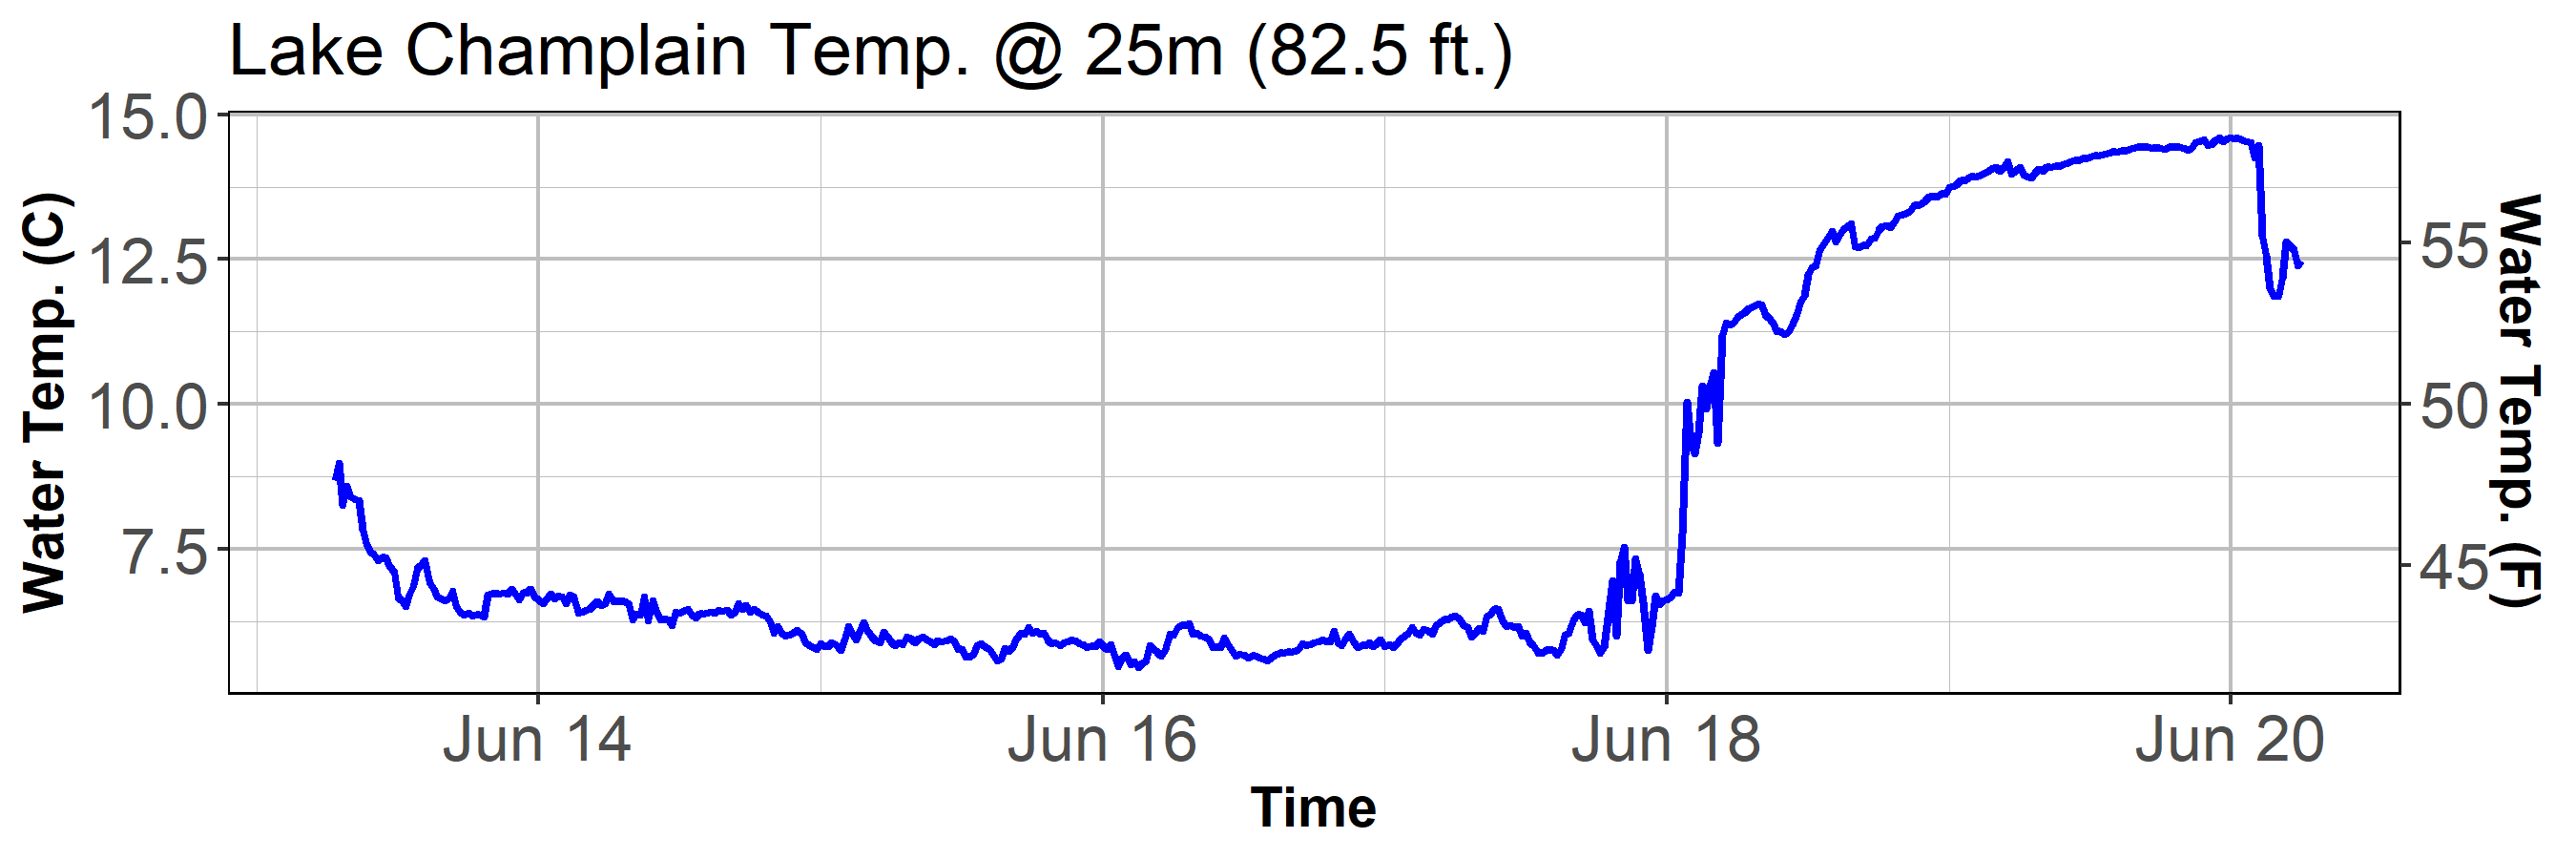 Lake Champlain Temp. @ 25m (82.5 ft.)
Water Temp. (C)
15.0
12.5
10.0
7.5
55
50
45
Water Temp. (F)
Jun 14
Jun 16
Jun 18
Jun 20
Time